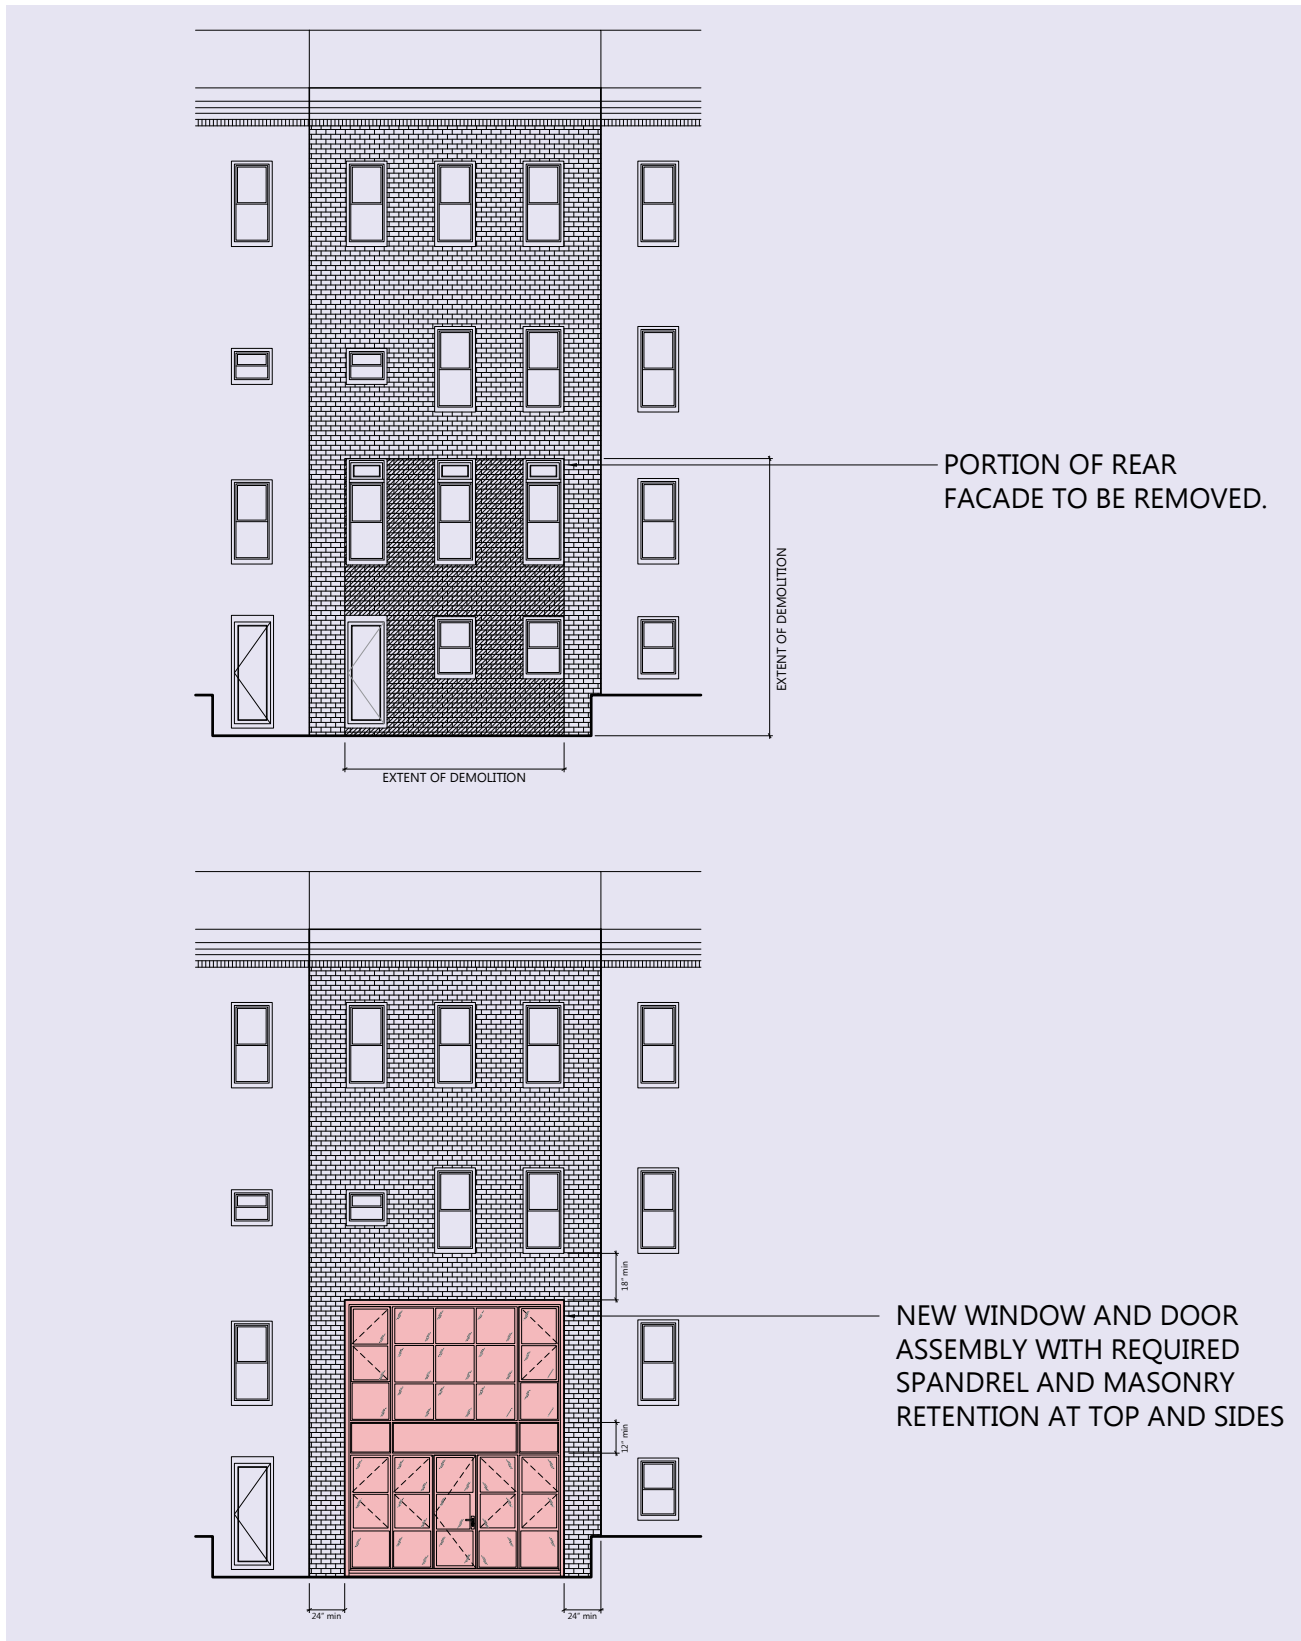 PORTION OF REAR
FACADE TO BE REMOVED.
EXTENT OF DEMOLITION
EXTENT OF DEMOLITION
18" min
NEW WINDOW AND DOOR
ASSEMBLY WITH REQUIRED
SPANDREL AND MASONRY
RETENTION AT TOP AND SIDES
12" min
24" min
24" min